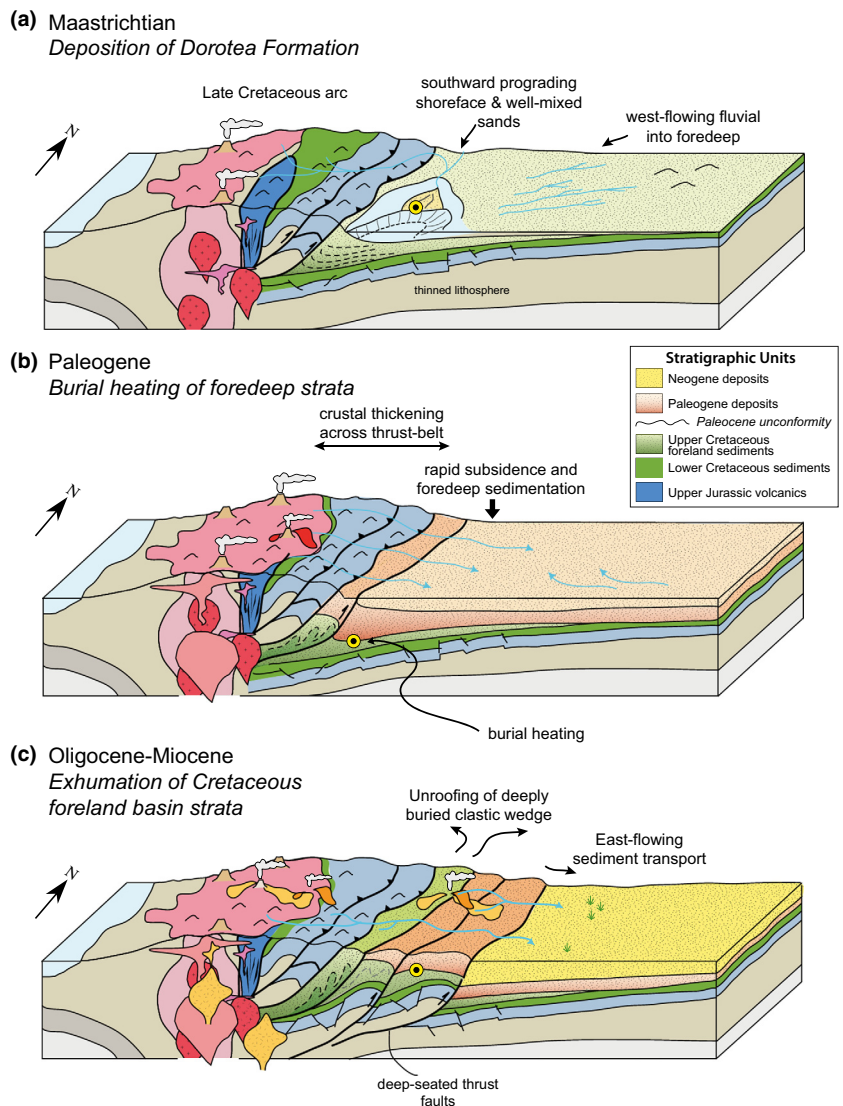 (a) Maastrichtian
Deposition of Dorotea Formation
Late Cretaceous arc
southward prograding
shoreface & well-mixed
sands
west-flowing fluvial
into foredeep
N
thinned lithosphere
(b) Paleogene
Burial heating of foredeep strata
crustal thickening
across thrust-belt
rapid subsidence and
foredeep sedimentation
N
burial heating
Stratigraphic Units
Neogene deposits
Paleogene deposits
Paleocene unconformity
Upper Cretaceous
foreland sediments
Lower Cretaceous sediments
Upper Jurassic volcanics
(c) Oligocene-Miocene
Exhumation of Cretaceous
foreland basin strata
Unroofing of deeply
buried clastic wedge
East-flowing
sediment transport
N
deep-seated thrust
faults